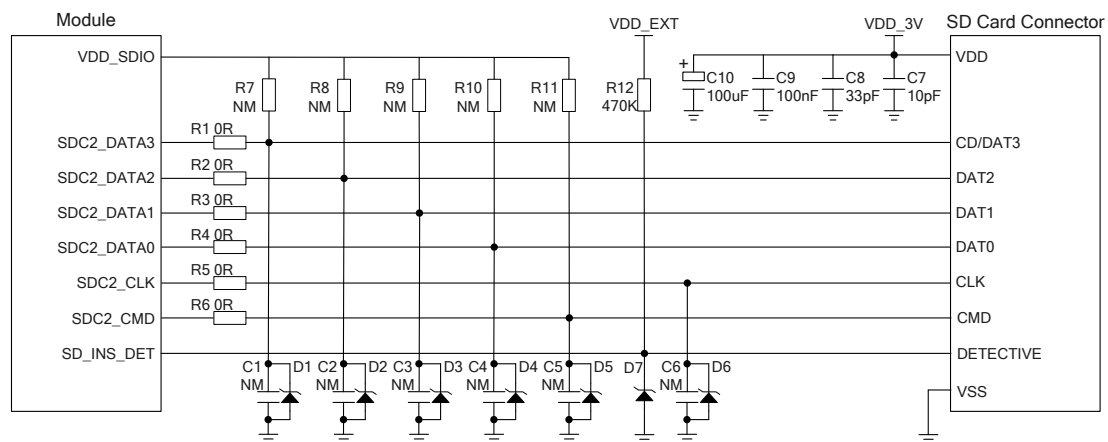 Module
VDD_EXT
VDD_3V
SD Card Connector
VDD_SDIO
R7
NM
R8
NM
R9
NM
R10
NM
R11
NM
R12
470K
+
C10
100uF
C9
100nF
C8
33pF
C7
10pF
VDD
SDC2_DATA3
R1 0R
CD/DAT3
SDC2_DATA2
R2 0R
DAT2
SDC2_DATA1
R3 0R
DAT1
SDC2_DATA0
R4 0R
DAT0
SDC2_CLK
R5 0R
CLK
SDC2_CMD
R6 0R
CMD
SD_INS_DET
DETECTIVE
C1
NM
D1
C2
NM
D2
C3
NM
D3
C4
NM
D4
C5
NM
D5
D7
C6
NM
D6
VSS